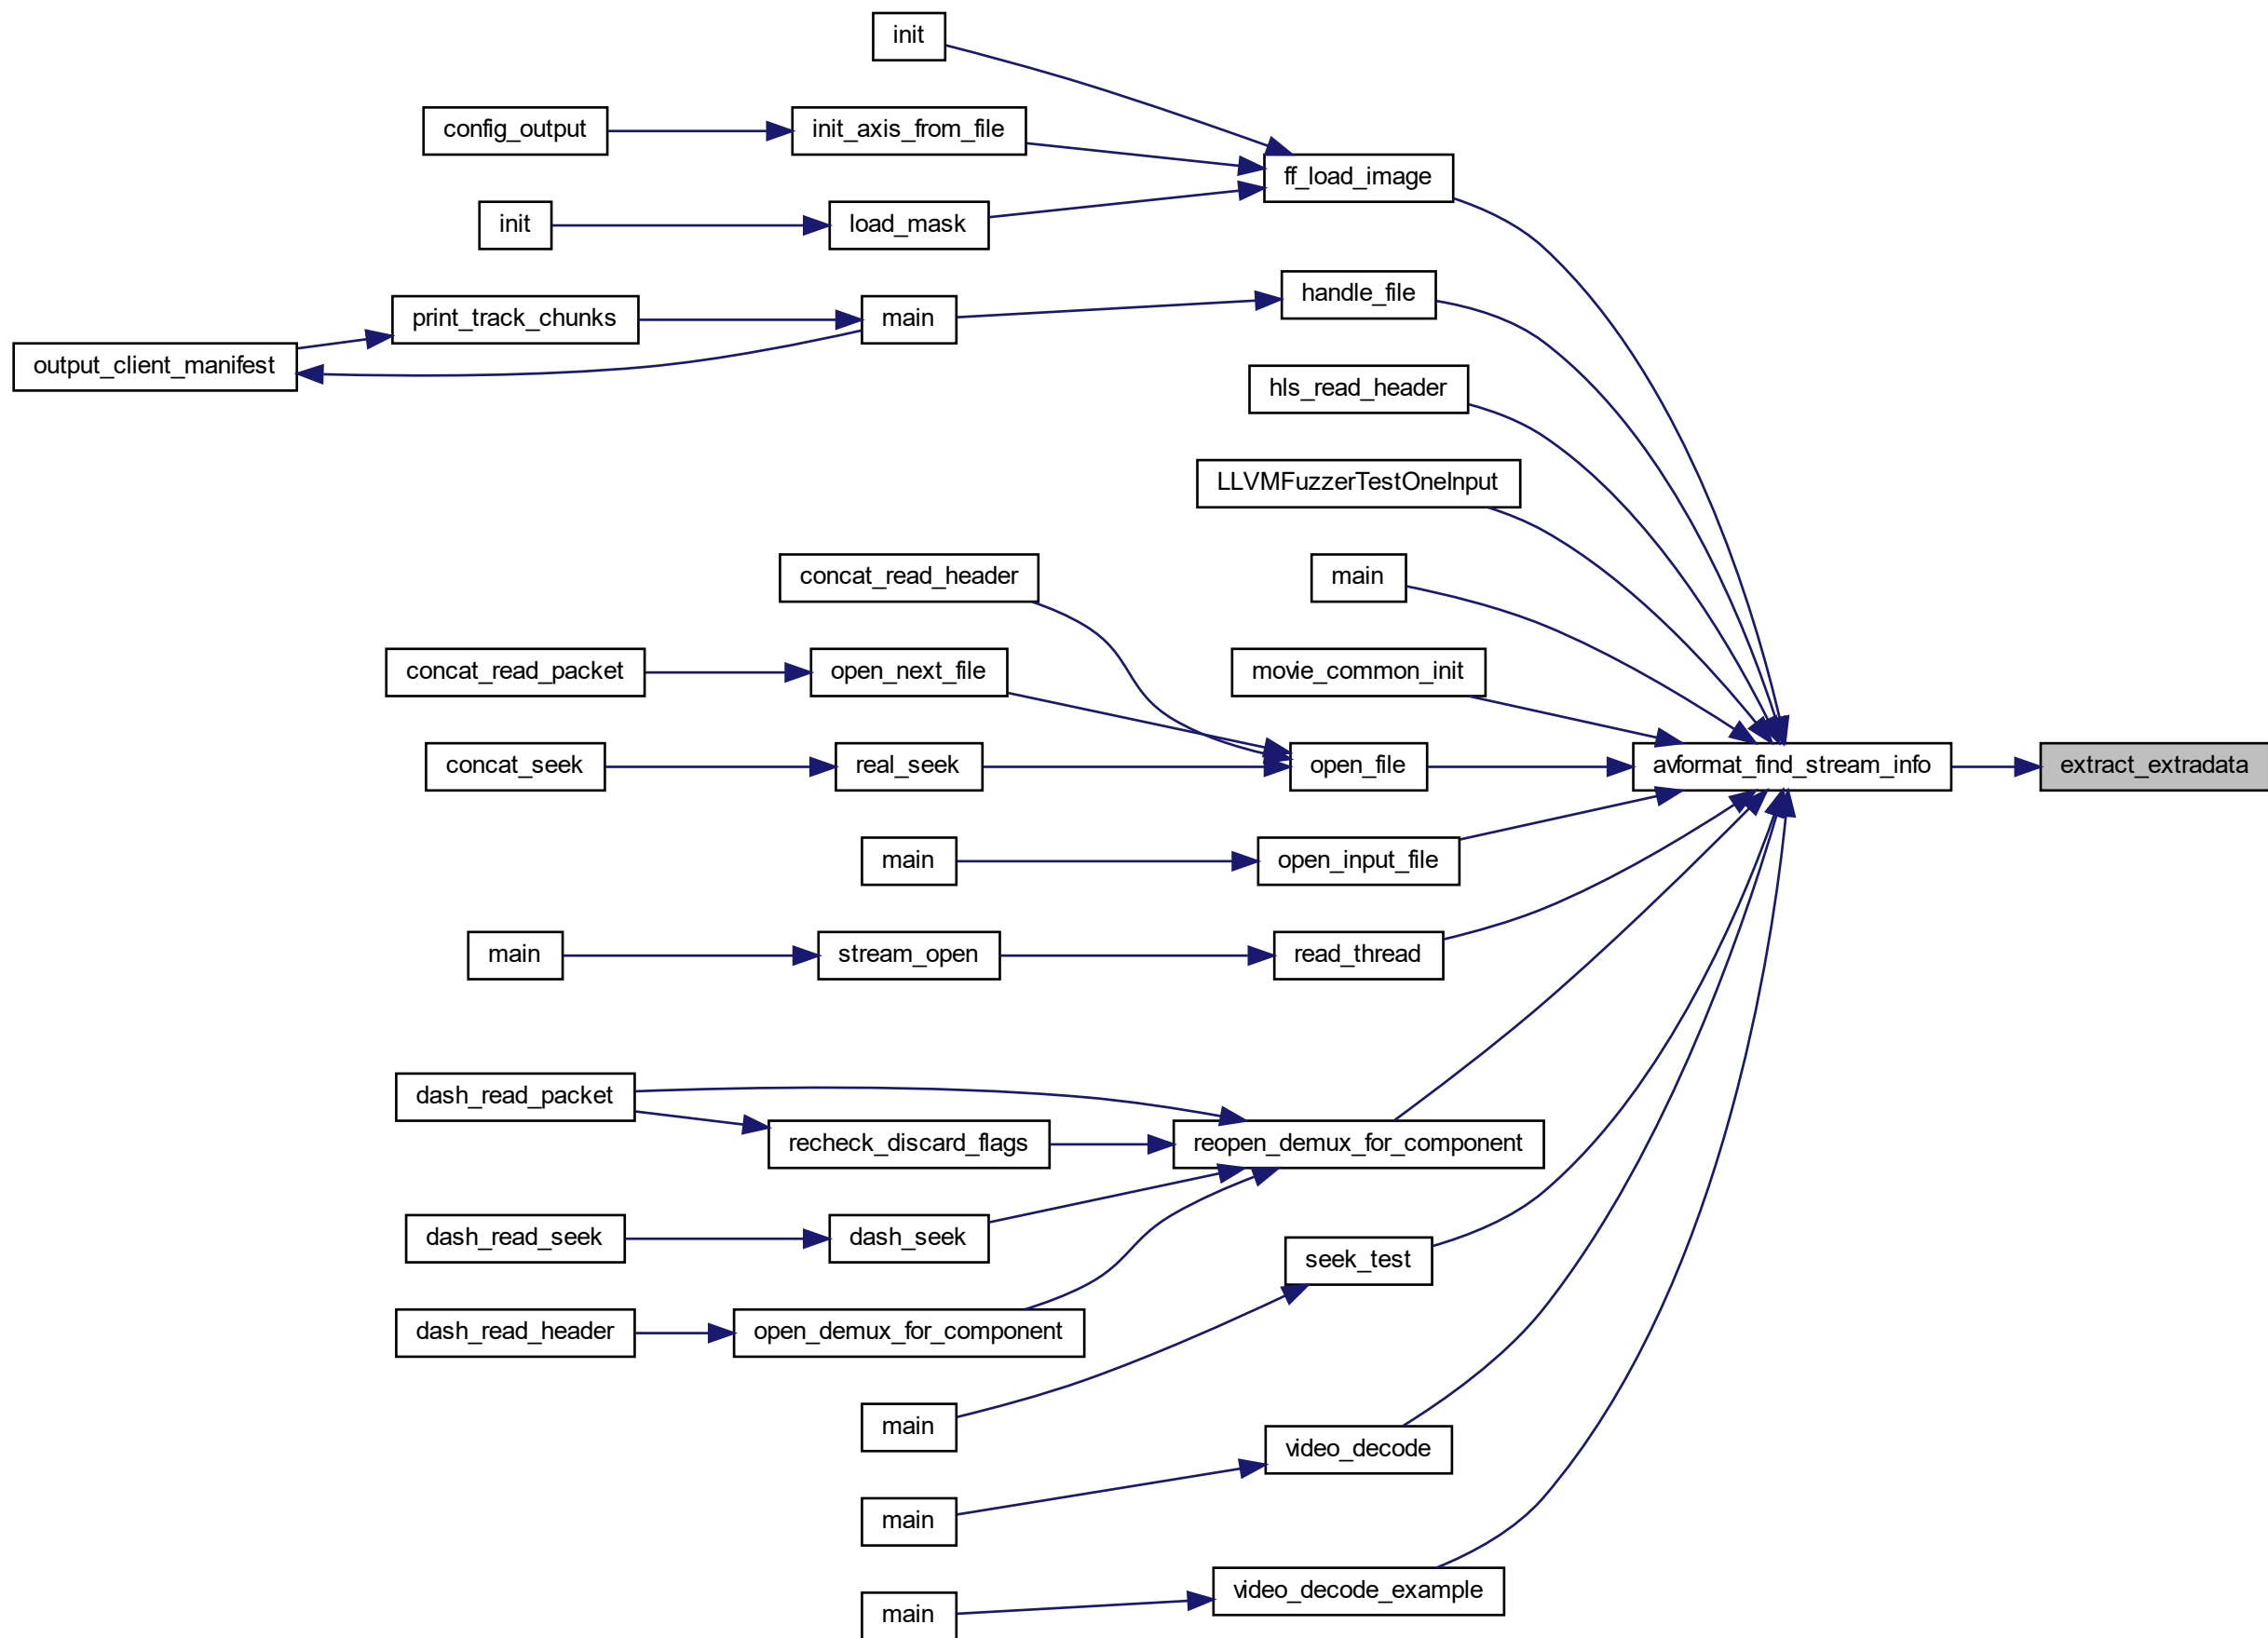 init
config_output
init_axis_from_file
ff_load_image
init
load_mask
handle_file
print_track_chunks
main
output_client_manifest
hls_read_header
LLVMFuzzerTestOneInput
concat_read_header
main
concat_read_packet
open_next_file
movie_common_init
concat_seek
real_seek
open_file
avformat_find_stream_info
extract_extradata
main
open_input_file
main
stream_open
read_thread
dash_read_packet
recheck_discard_flags
reopen_demux_for_component
dash_read_seek
dash_seek
seek_test
dash_read_header
open_demux_for_component
main
video_decode
main
video_decode_example
main